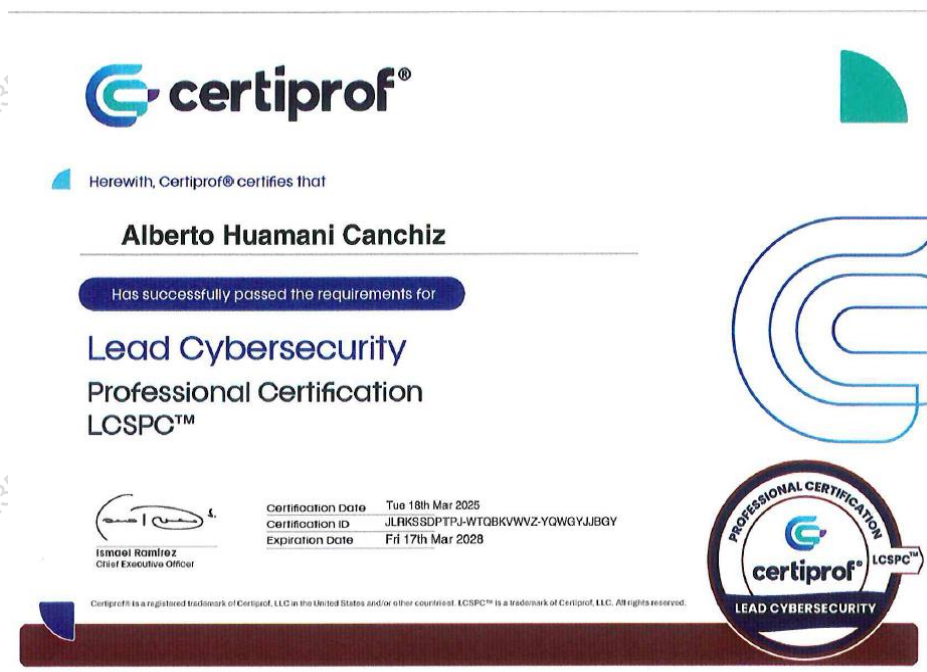 certiprof®
Herewith, Certiprof® certifies that
Alberto Huamani Canchiz
Has successfully passed the requirements for
Lead Cybersecurity
Professional Certification
LCSPC™
Certification Date Tue 18th Mar 2025
Certification ID JLRKSSDPTPJ-WTQBKVWVZ-YQWGYJJBGY
Expiration Date Fri 17th Mar 2028
Ismael Ramírez
Chief Executive Officer
Certiprof® is a registered trademark of Certiprof, LLC in the United States and/or other countriest. LCSPC™ is a trademark of Certiprof, LLC. All rights reserved.
PROFESSIONAL CERTIFICATION
certiprof®
LCSPC™
LEAD CYBERSECURITY